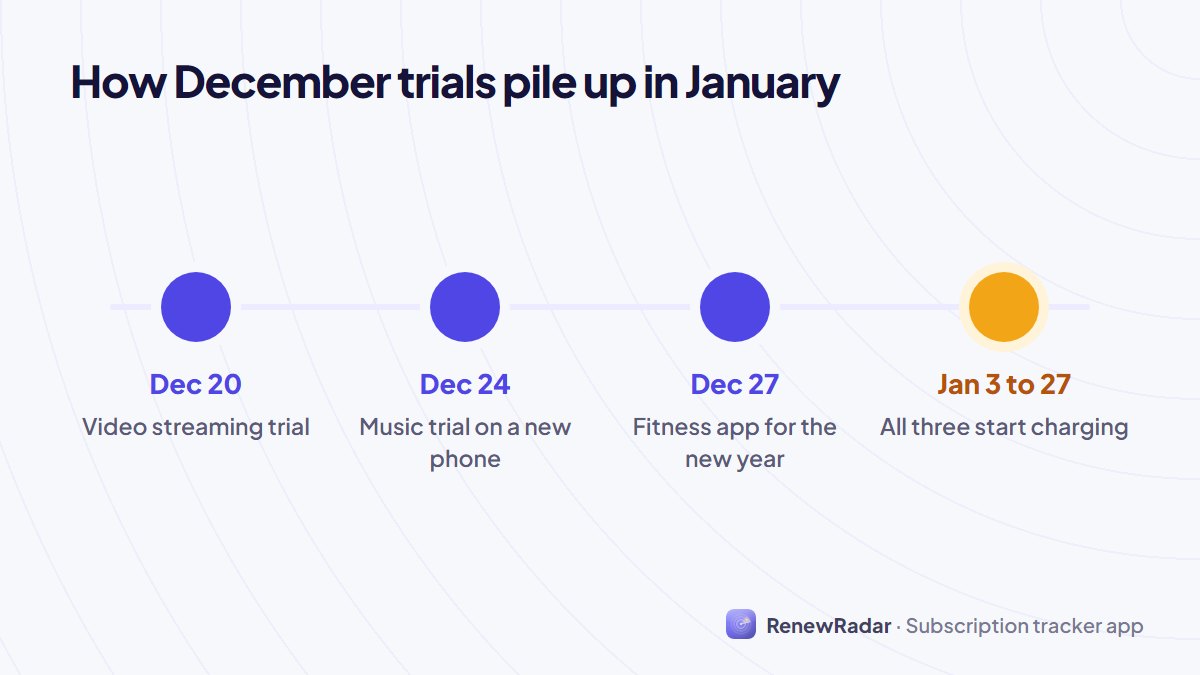 How December trials pile up in January
Dec 20
Video streaming trial
Dec 24
Music trial on a new
phone
Dec 27
Fitness app for the
new year
Jan 3 to 27
All three start charging
RenewRadar · Subscription tracker app